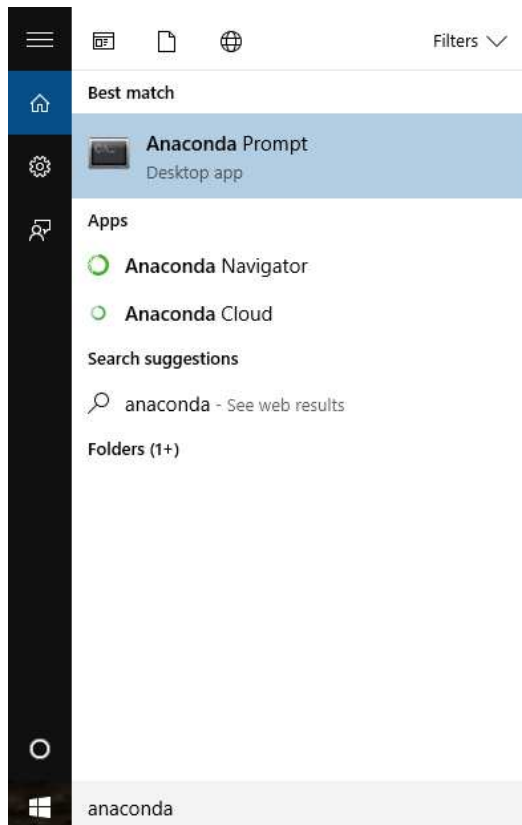 Filters
Best match
Anaconda Prompt
Desktop app
Apps
Anaconda Navigator
Anaconda Cloud
Search suggestions
anaconda - See web results
Folders (1+)
anaconda